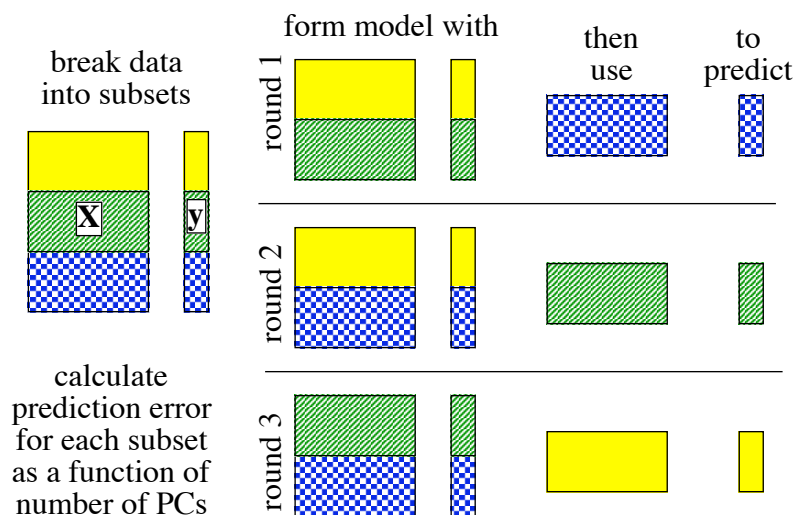 break data
into subsets
X
y
calculate
prediction error
for each subset
as a function of
number of PCs
form model with
then
use
to
predict
round 1
round 2
round 3